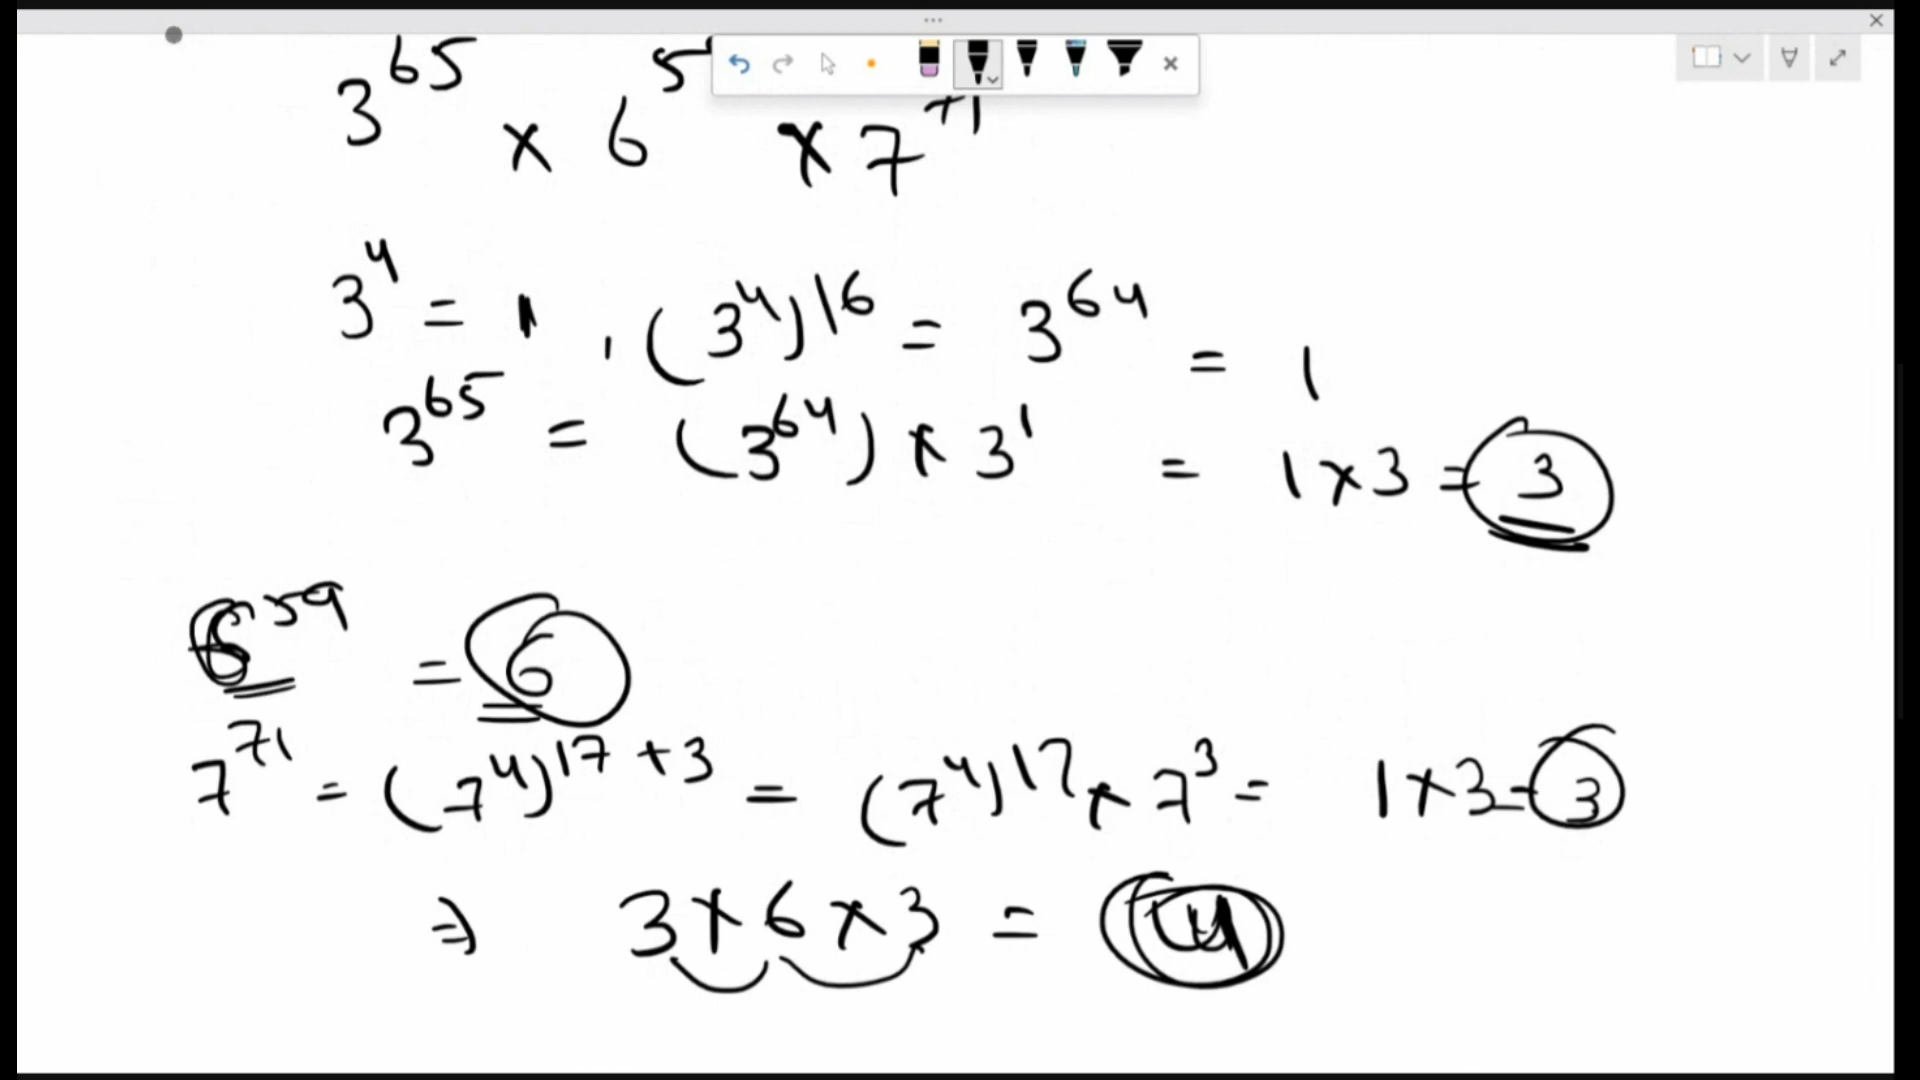 3^65 × 6^5 × 7^71
3^4 = 1 , (3^4)^16 = 3^64 = 1
3^65 = (3^64) × 3^1 = 1 × 3 = 3
6^59 = 6
7^71 = (7^4)^17 + 3 = (7^4)^17 × 7^3 = 1 × 3 = 3
⇒ 3 × 6 × 3 = 4